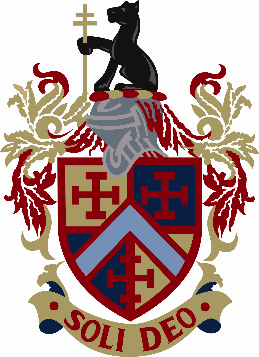 • SOLI DEO •